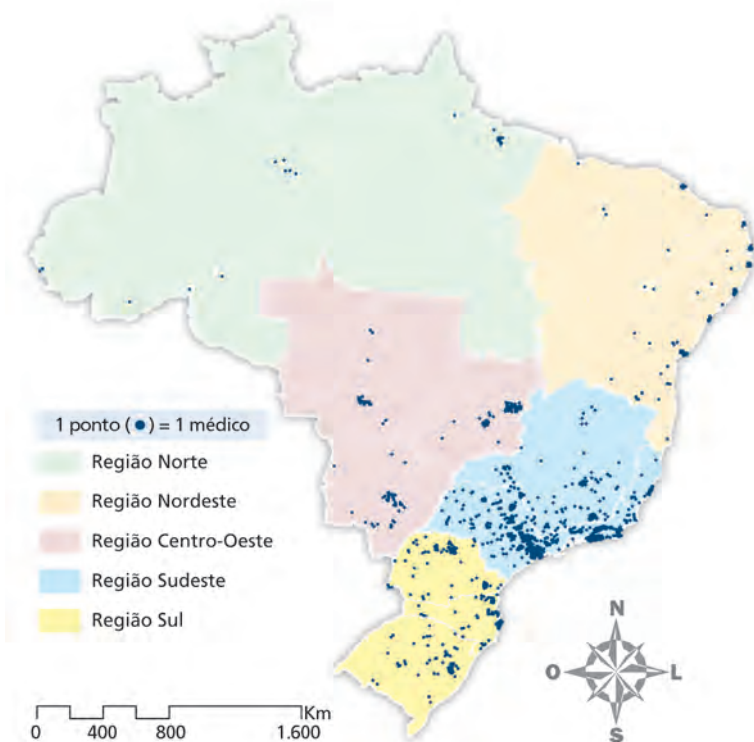 1 ponto (●) = 1 médico
Região Norte
Região Nordeste
Região Centro-Oeste
Região Sudeste
Região Sul
N
O L
S
Km
0 400 800 1.600